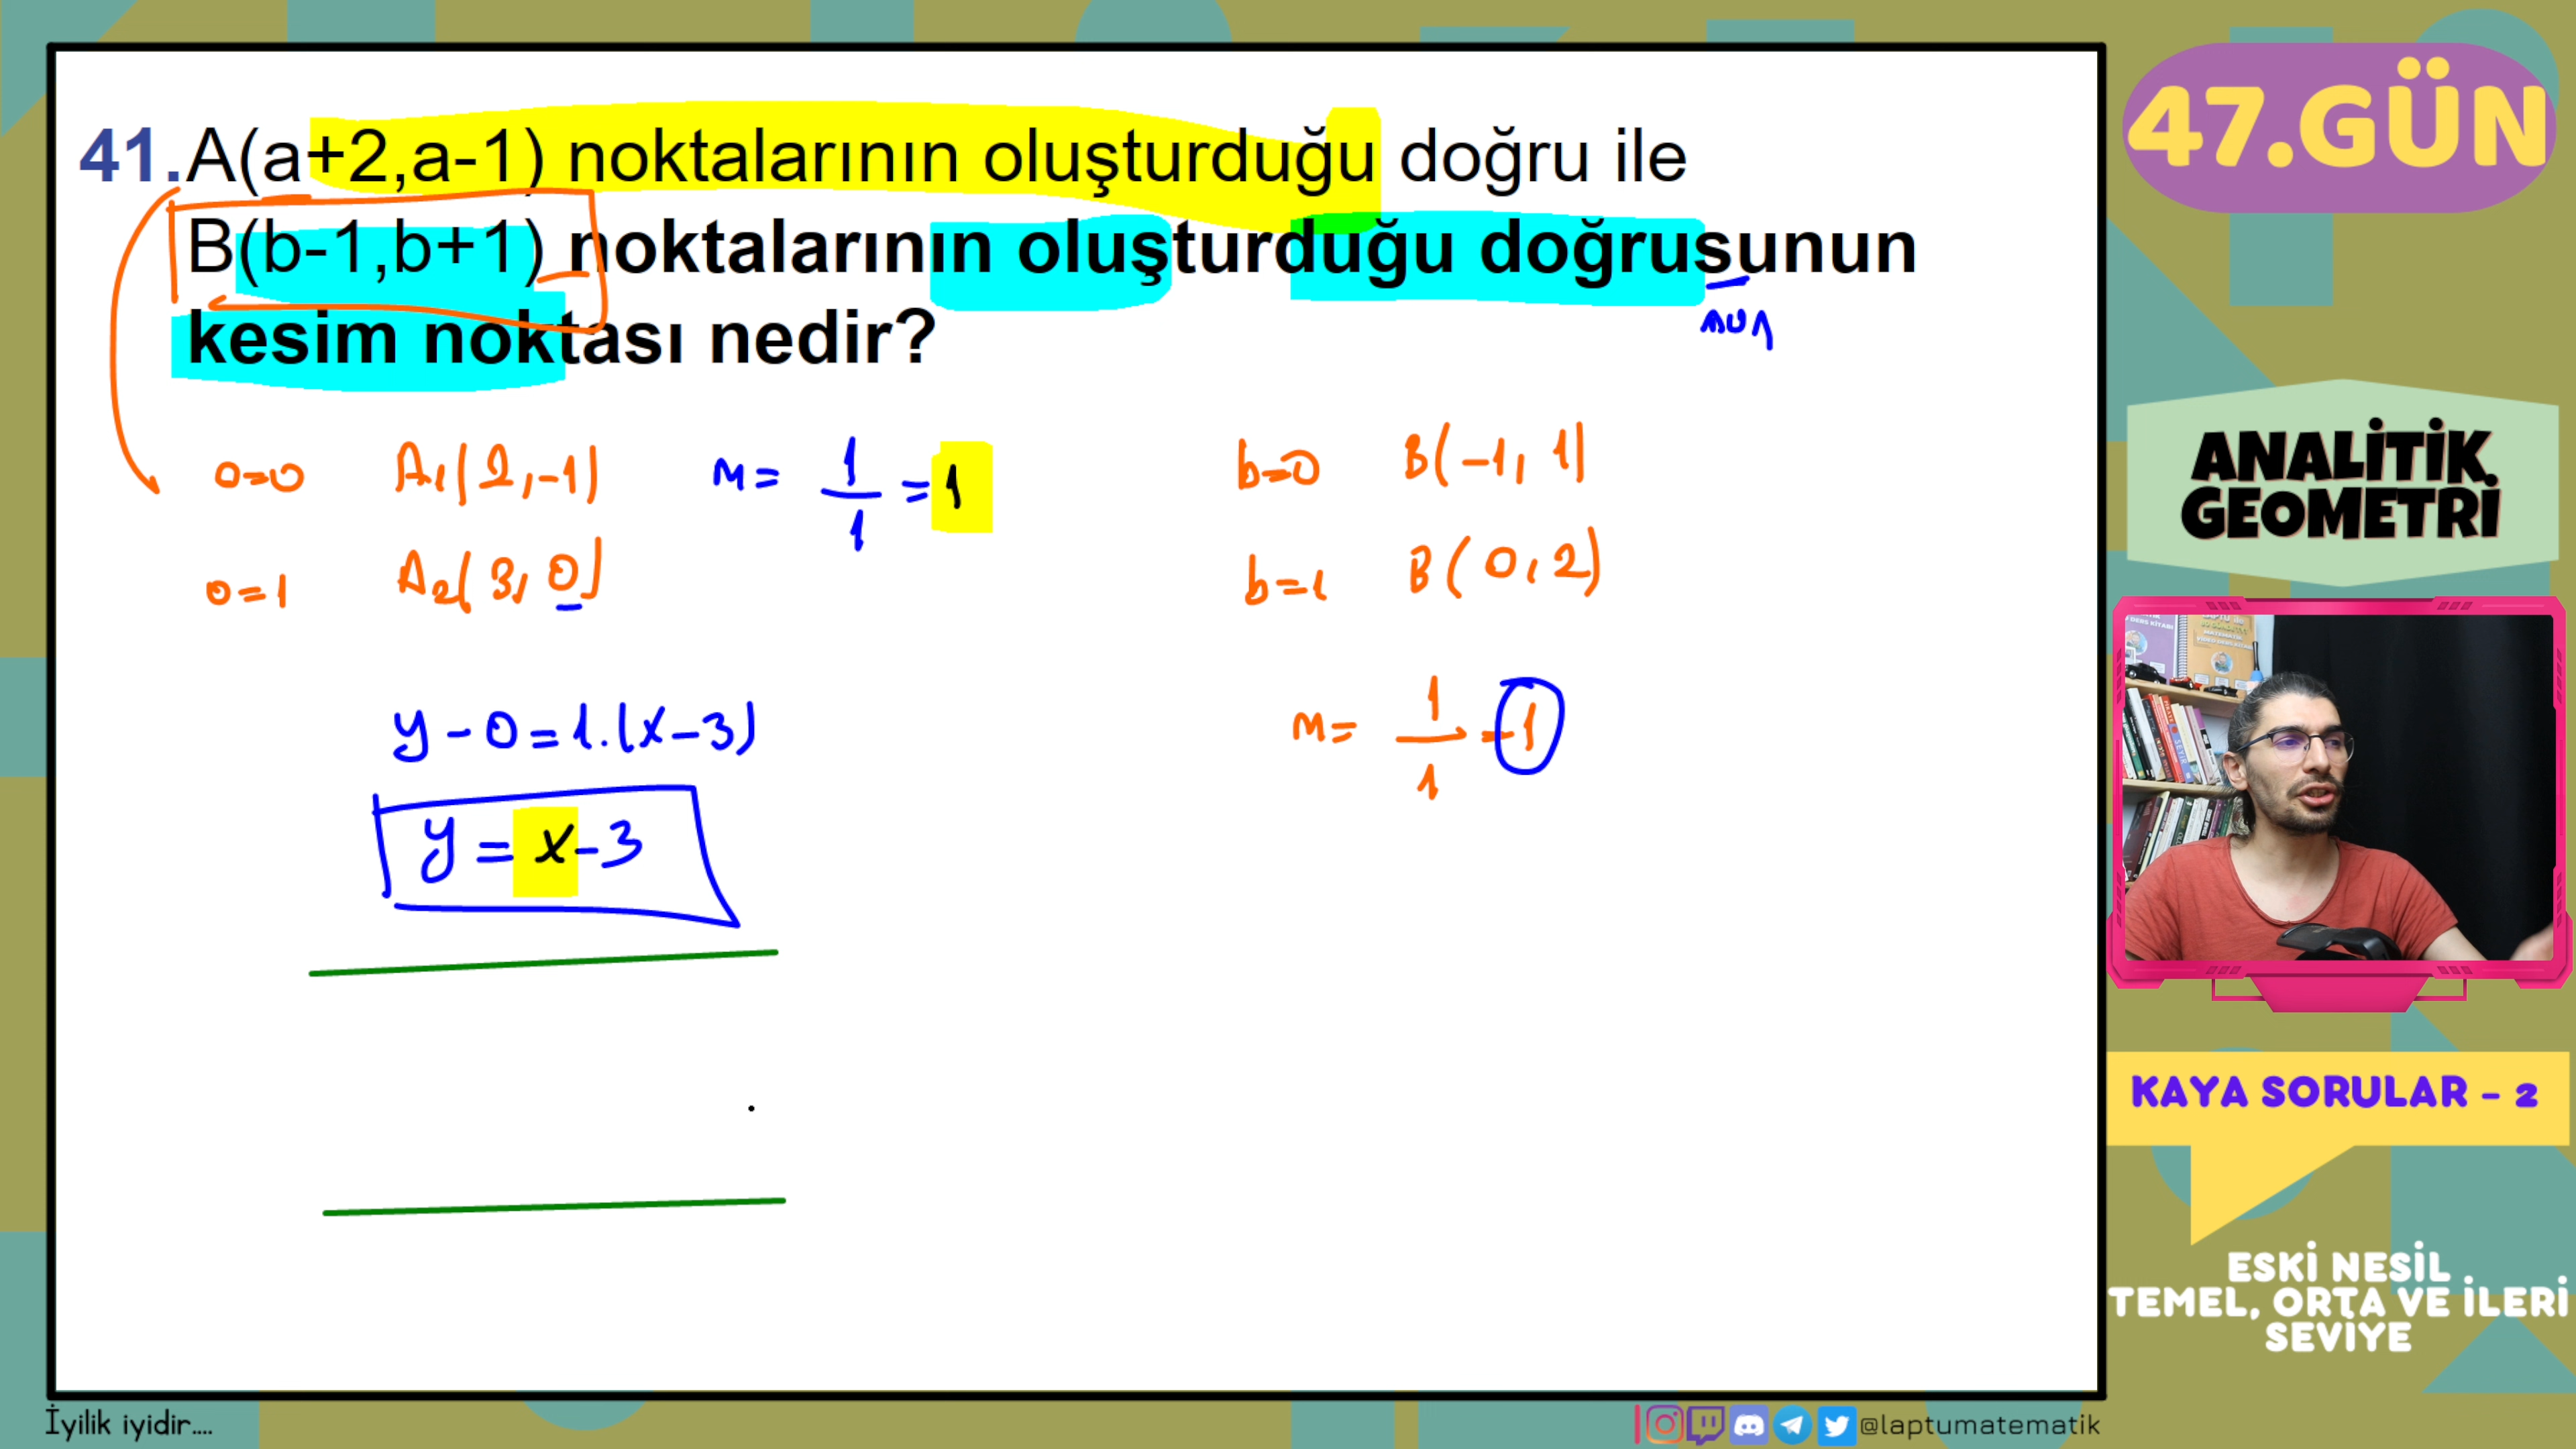 47.GÜN
41.A(a+2,a-1) noktalarının oluşturduğu doğru ile
B(b-1,b+1) noktalarının oluşturduğu doğrusunun
nun
kesim noktası nedir?
a=0 A1(2,-1) m= 1/1 =1 b=0 B(-1,1)
a=1 A2(3,0) b=1 B(0,2)
y-0=1.(x-3) m= 1/1 =1
y=x-3
ANALİTİK
GEOMETRİ
KAYA SORULAR - 2
ESKİ NESİL
TEMEL, ORTA VE İLERİ
SEVİYE
İyilik iyidir....
@laptumatematik